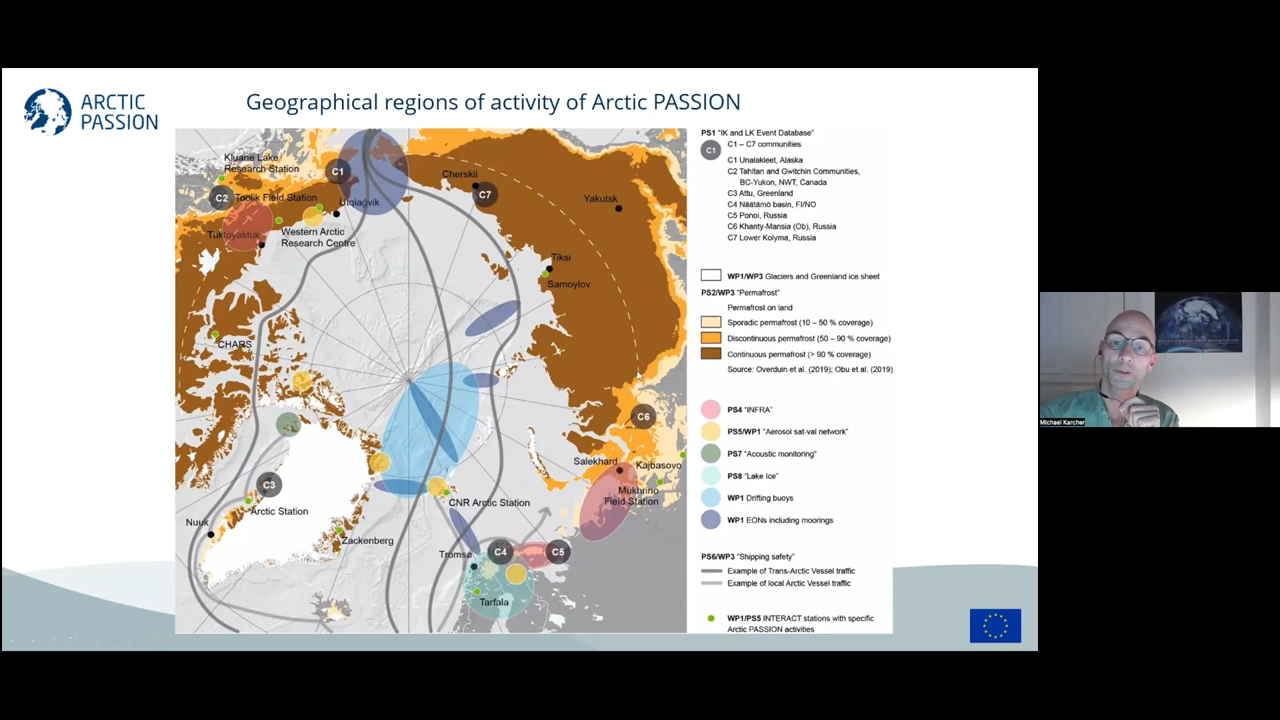 ARCTIC
PASSION
Geographical regions of activity of Arctic PASSION
Kluane Lake
Research Station
C1
C2
Toolik Field Station
Utqiaġvik
Tuktoyaktuk
Western Arctic
Research Centre
Cherskii
C7
Yakutsk
Tiksi
Samoylov
CHARS
C6
Salekhard
Kajbasovo
Mukhrino
Field Station
C3
Arctic Station
CNR Arctic Station
Nuuk
Zackenberg
Tromsø
C4
C5
Tarfala
PS1 "IK and LK Event Database"
C1
C1 – C7 communities
C1 Unalakleet, Alaska
C2 Tahltan and Gwitchin Communities,
BC-Yukon, NWT, Canada
C3 Attu, Greenland
C4 Näätämö basin, FI/NO
C5 Ponoi, Russia
C6 Khanty-Mansia (Ob), Russia
C7 Lower Kolyma, Russia
WP1/WP3 Glaciers and Greenland ice sheet
PS2/WP3 "Permafrost"
Permafrost on land
Sporadic permafrost (10 – 50 % coverage)
Discontinuous permafrost (50 – 90 % coverage)
Continuous permafrost (> 90 % coverage)
Source: Overduin et al. (2019); Obu et al. (2019)
PS4 "INFRA"
PS5/WP1 "Aerosol sat-val network"
PS7 "Acoustic monitoring"
PS8 "Lake Ice"
WP1 Drifting buoys
WP1 EONs including moorings
PS6/WP3 "Shipping safety"
Example of Trans-Arctic Vessel traffic
Example of local Arctic Vessel traffic
WP1/PS5 INTERACT stations with specific
Arctic PASSION activities
Michael Karcher